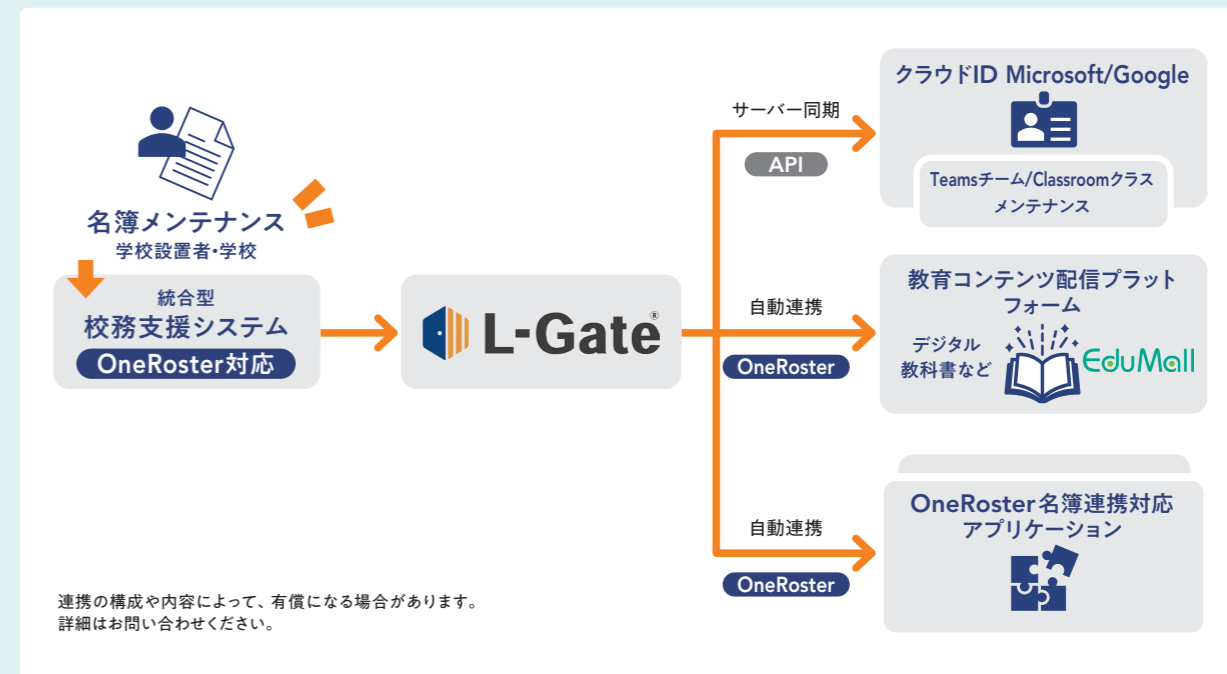 名簿メンテナンス
学校設置者・学校
統合型
校務支援システム
OneRoster対応
L-Gate®
サーバー同期
API
クラウドID Microsoft/Google
Teamsチーム/Classroomクラス
メンテナンス
自動連携
OneRoster
教育コンテンツ配信プラット
フォーム
デジタル
教科書など
EduMall
自動連携
OneRoster
OneRoster名簿連携対応
アプリケーション
連携の構成や内容によって、有償になる場合があります。
詳細はお問い合わせください。